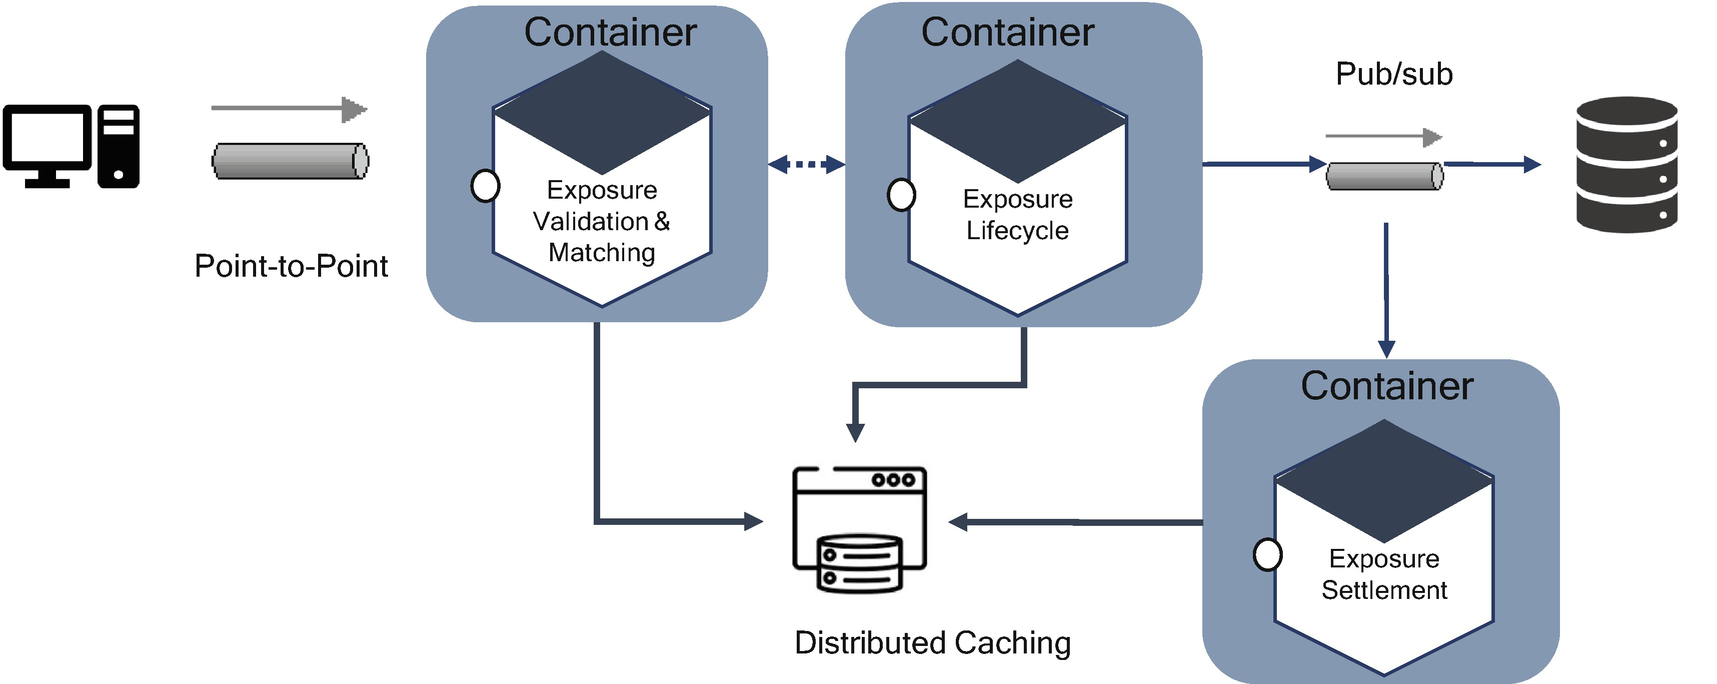 Container
Container
Pub/sub
Exposure
Validation &
Matching
Exposure
Lifecycle
Point-to-Point
Container
Exposure
Settlement
Distributed Caching